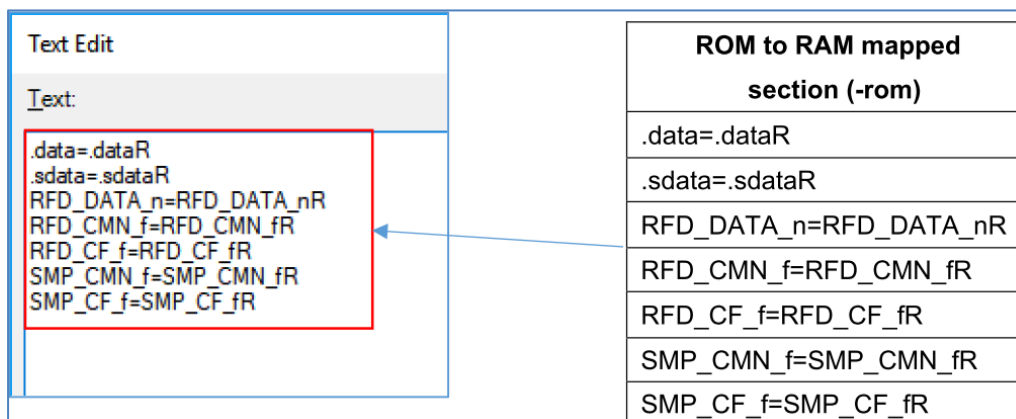 Text Edit
Text:
.data=.dataR
.sdata=.sdataR
RFD_DATA_n=RFD_DATA_nR
RFD_CMN_f=RFD_CMN_fR
RFD_CF_f=RFD_CF_fR
SMP_CMN_f=SMP_CMN_fR
SMP_CF_f=SMP_CF_fR
ROM to RAM mapped
section (-rom)
.data=.dataR
.sdata=.sdataR
RFD_DATA_n=RFD_DATA_nR
RFD_CMN_f=RFD_CMN_fR
RFD_CF_f=RFD_CF_fR
SMP_CMN_f=SMP_CMN_fR
SMP_CF_f=SMP_CF_fR